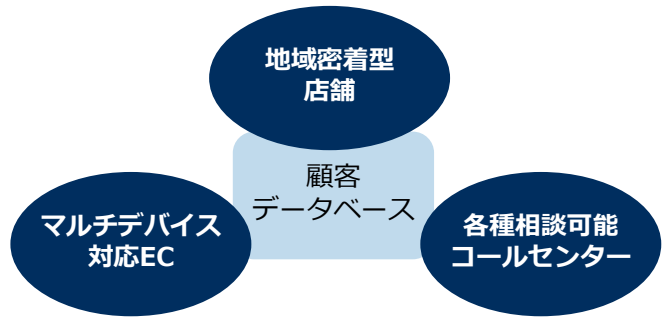 地域密着型
店舗
顧客
データベース
マルチデバイス
対応EC
各種相談可能
コールセンター